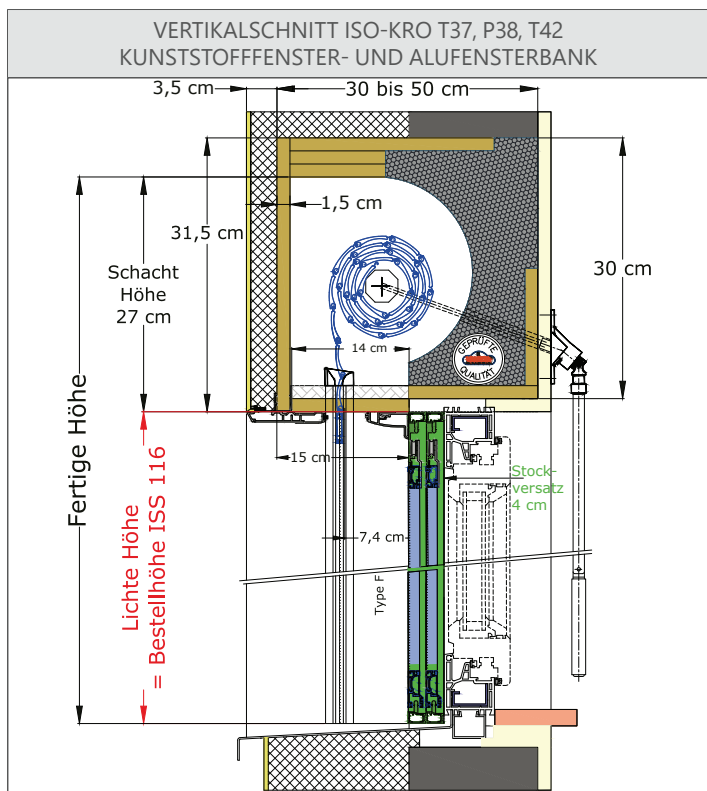 VERTIKALSCHNITT ISO-KRO T37, P38, T42
KUNSTSTOFFFENSTER- UND ALUFENSTERBANK
3,5 cm
30 bis 50 cm
1,5 cm
31,5 cm
Schacht
Höhe
27 cm
30 cm
14 cm
GEPRÜFTE
QUALITÄT
Fertige Höhe
Lichte Höhe
= Bestellhöhe ISS 116
15 cm
Stock-
versatz
4 cm
7,4 cm
Type F